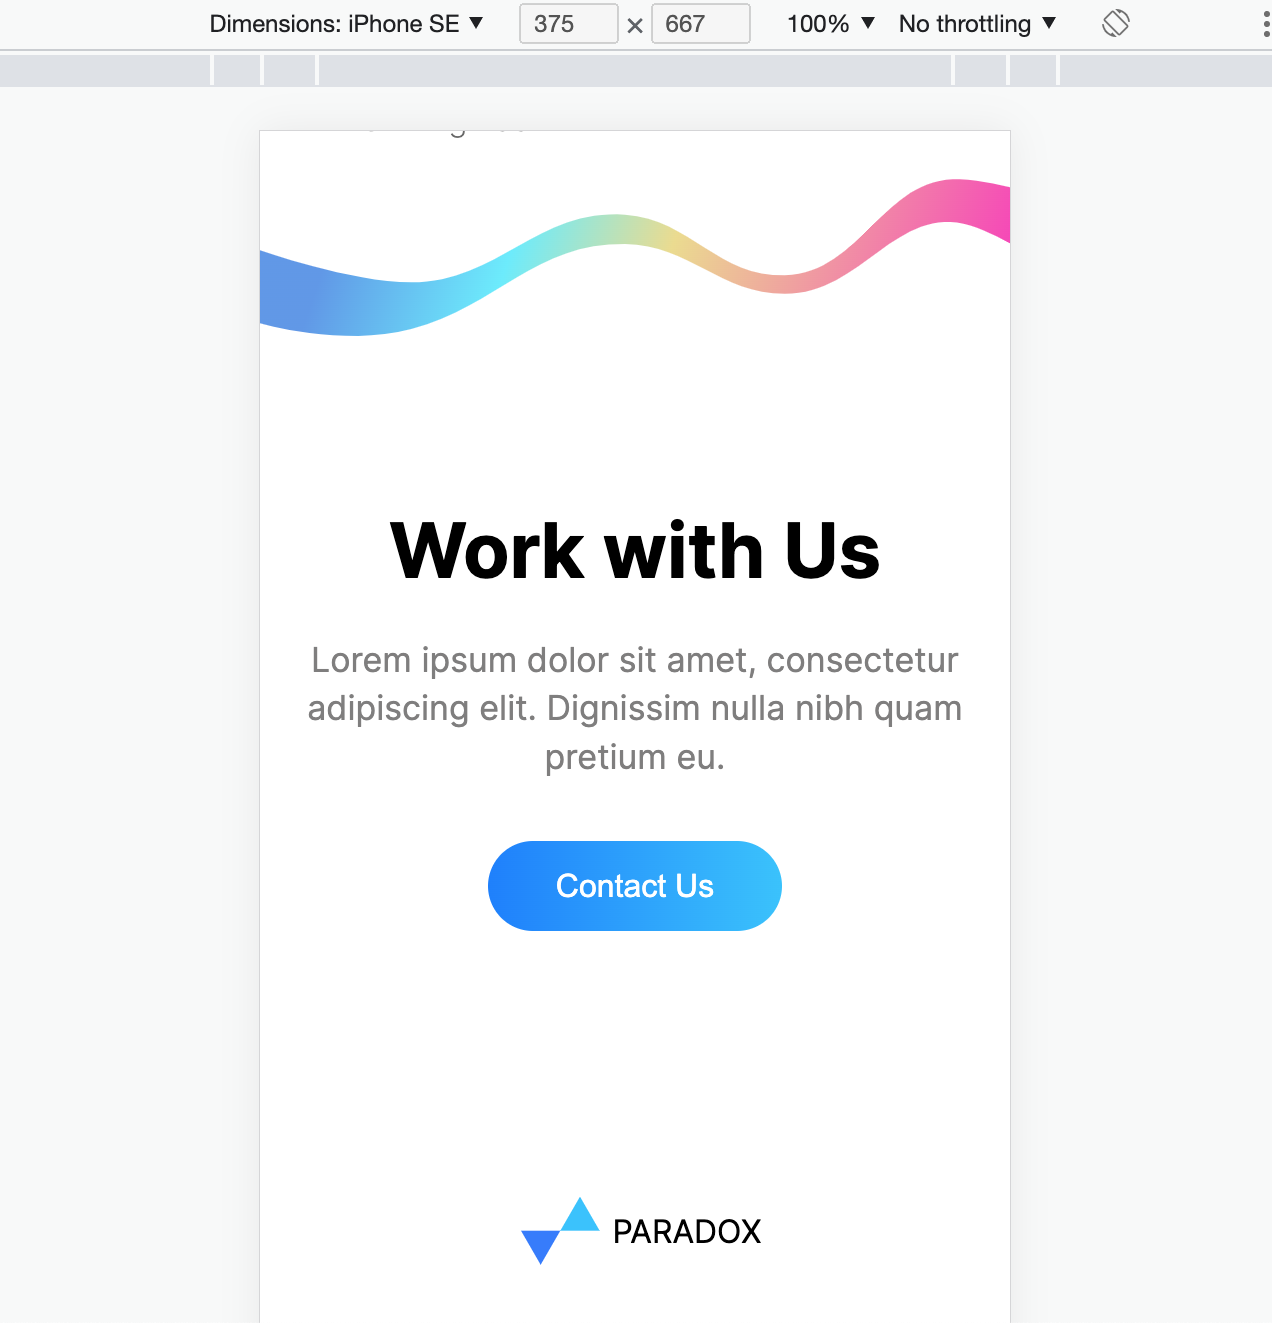 Dimensions: iPhone SE ▼ 375 × 667 100% ▼ No throttling ▼
Work with Us
Lorem ipsum dolor sit amet, consectetur
adipiscing elit. Dignissim nulla nibh quam
pretium eu.
Contact Us
PARADOX